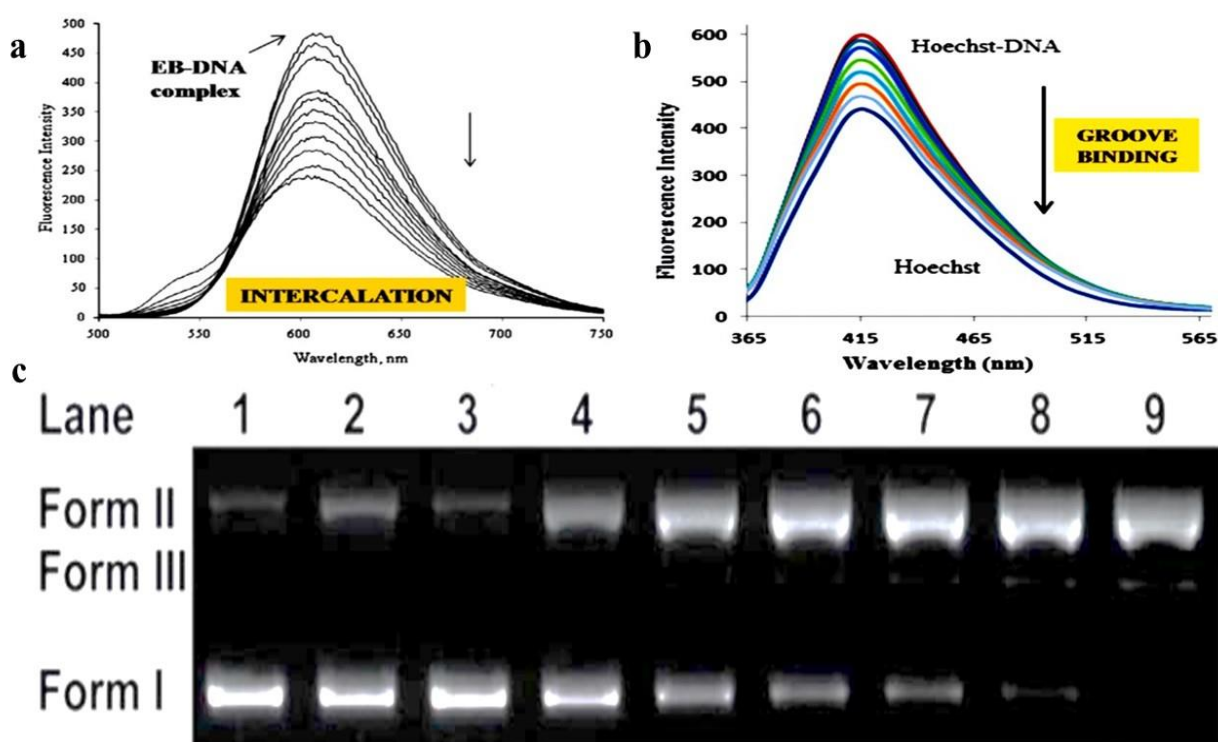 a
500
450
400
350
300
250
200
150
100
50
0
Fluorescence Intensity
EB-DNA
complex
INTERCALATION
500 550 600 650 700 750
Wavelength, nm
b
600
500
400
300
200
100
0
Fluorescence Intensity
Hoechst-DNA
GROOVE
BINDING
Hoechst
365 415 465 515 565
Wavelength (nm)
c
Lane 1 2 3 4 5 6 7 8 9
Form II
Form III
Form I